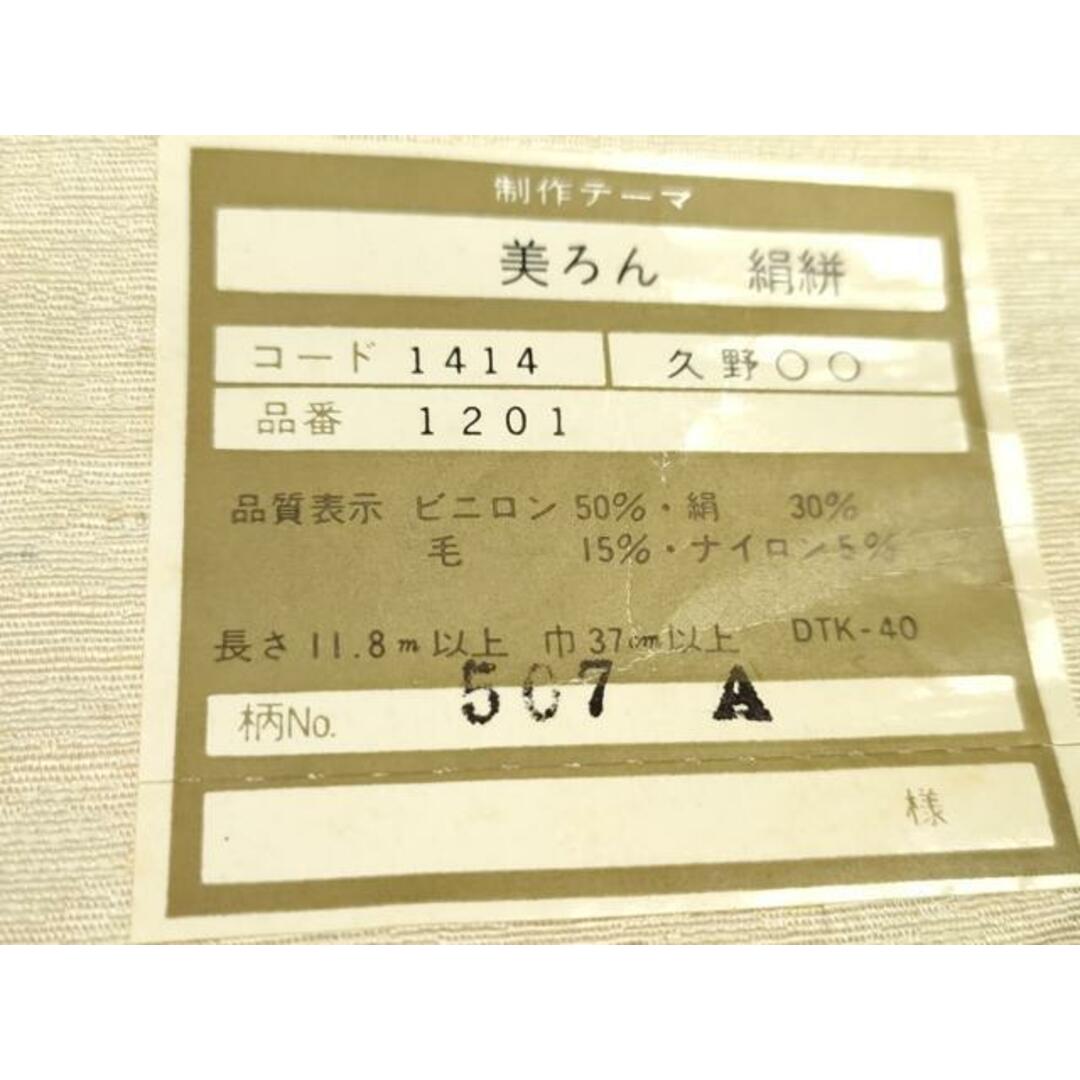 制作テーマ
美ろん 絹絣
コード 1414 久野○○
品番 1201
品質表示 ビニロン 50%・絹 30%
毛 15%・ナイロン5%
長さ 11.8m以上 巾37cm以上 DTK-40
柄No. 507 A
様